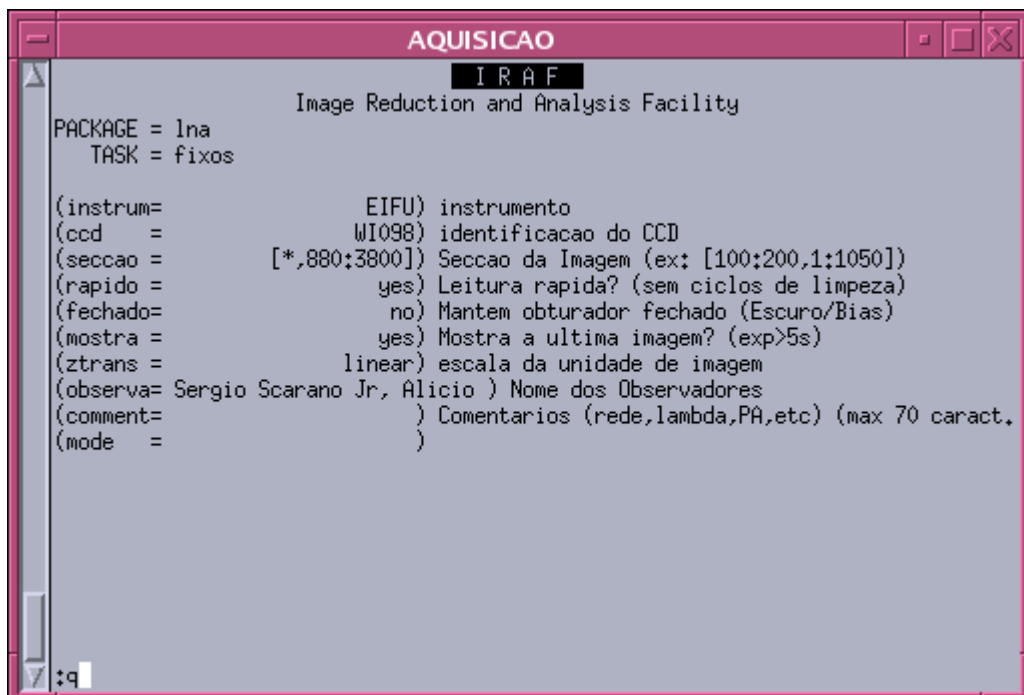 AQUISICAO
I R A F
Image Reduction and Analysis Facility
PACKAGE = lna
TASK = fixos
(instrum= EIFU) instrumento
(ccd = WI098) identificacao do CCD
(seccao = [*,880:3800]) Seccao da Imagem (ex: [100:200,1:1050])
(rapido = yes) Leitura rapida? (sem ciclos de limpeza)
(fechado= no) Mantem obturador fechado (Escuro/Bias)
(mostra = yes) Mostra a ultima imagem? (exp>5s)
(ztrans = linear) escala da unidade de imagem
(observa= Sergio Scarano Jr, Alicio ) Nome dos Observadores
(comment= ) Comentarios (rede,lambda,PA,etc) (max 70 caract.
(mode = )
:q